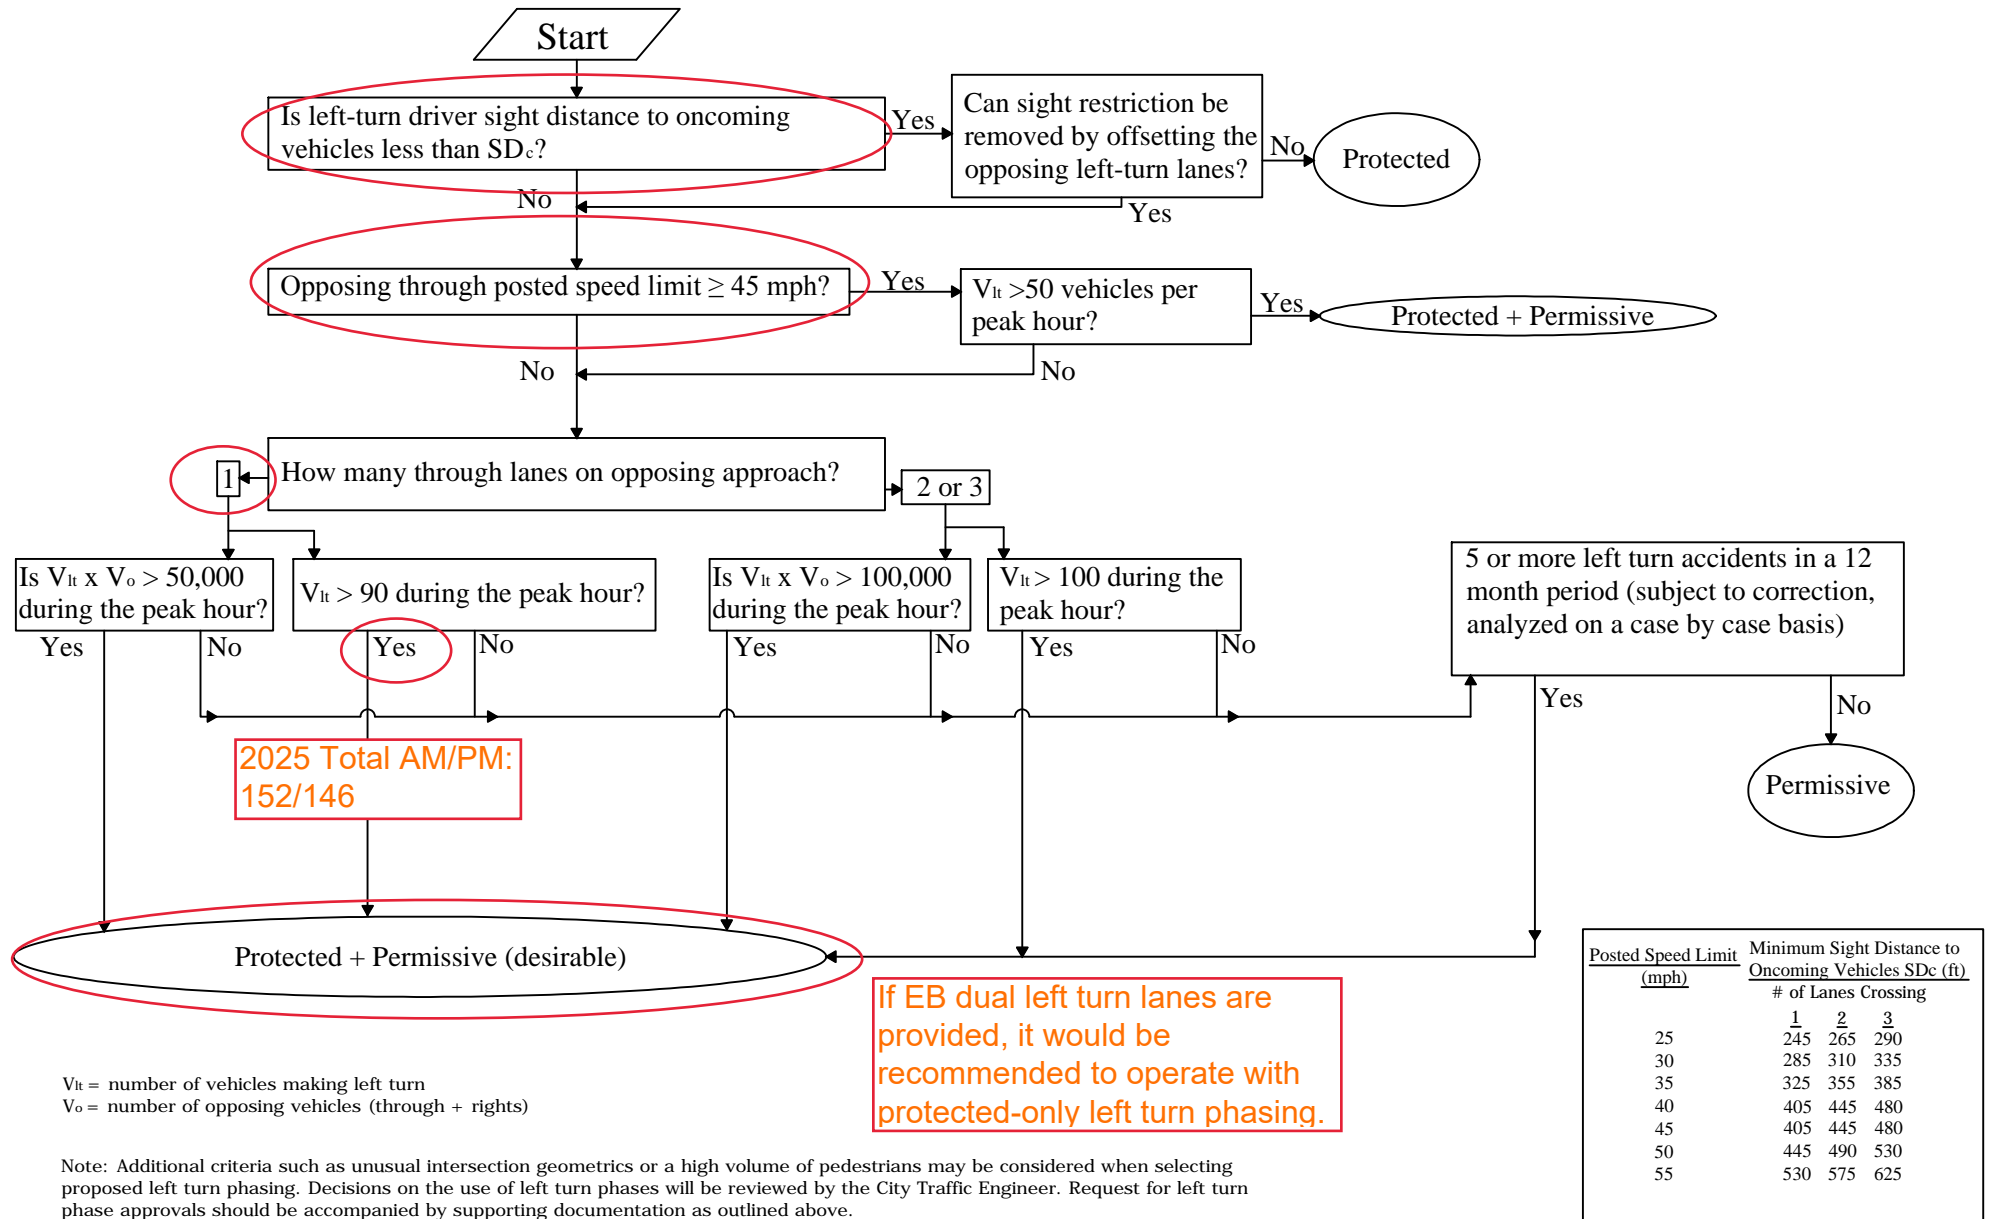 Start
Is left-turn driver sight distance to oncoming
vehicles less than SDc?
Yes
No
Can sight restriction be
removed by offsetting the
opposing left-turn lanes?
No
Yes
Protected
Opposing through posted speed limit ≥ 45 mph?
Yes
No
Vlt >50 vehicles per
peak hour?
Yes
No
Protected + Permissive
How many through lanes on opposing approach?
1
2 or 3
Is Vlt x Vo > 50,000
during the peak hour?
Yes
No
Vlt > 90 during the peak hour?
Yes
No
Is Vlt x Vo > 100,000
during the peak hour?
Yes
No
Vlt > 100 during the
peak hour?
Yes
No
5 or more left turn accidents in a 12
month period (subject to correction,
analyzed on a case by case basis)
Yes
No
Permissive
2025 Total AM/PM:
152/146
Protected + Permissive (desirable)
If EB dual left turn lanes are
provided, it would be
recommended to operate with
protected-only left turn phasing.
Posted Speed Limit
(mph)
Minimum Sight Distance to
Oncoming Vehicles SDc (ft)
# of Lanes Crossing
1 2 3
25 245 265 290
30 285 310 335
35 325 355 385
40 405 445 480
45 405 445 480
50 445 490 530
55 530 575 625
Vlt = number of vehicles making left turn
Vo = number of opposing vehicles (through + rights)
Note: Additional criteria such as unusual intersection geometrics or a high volume of pedestrians may be considered when selecting
proposed left turn phasing. Decisions on the use of left turn phases will be reviewed by the City Traffic Engineer. Request for left turn
phase approvals should be accompanied by supporting documentation as outlined above.